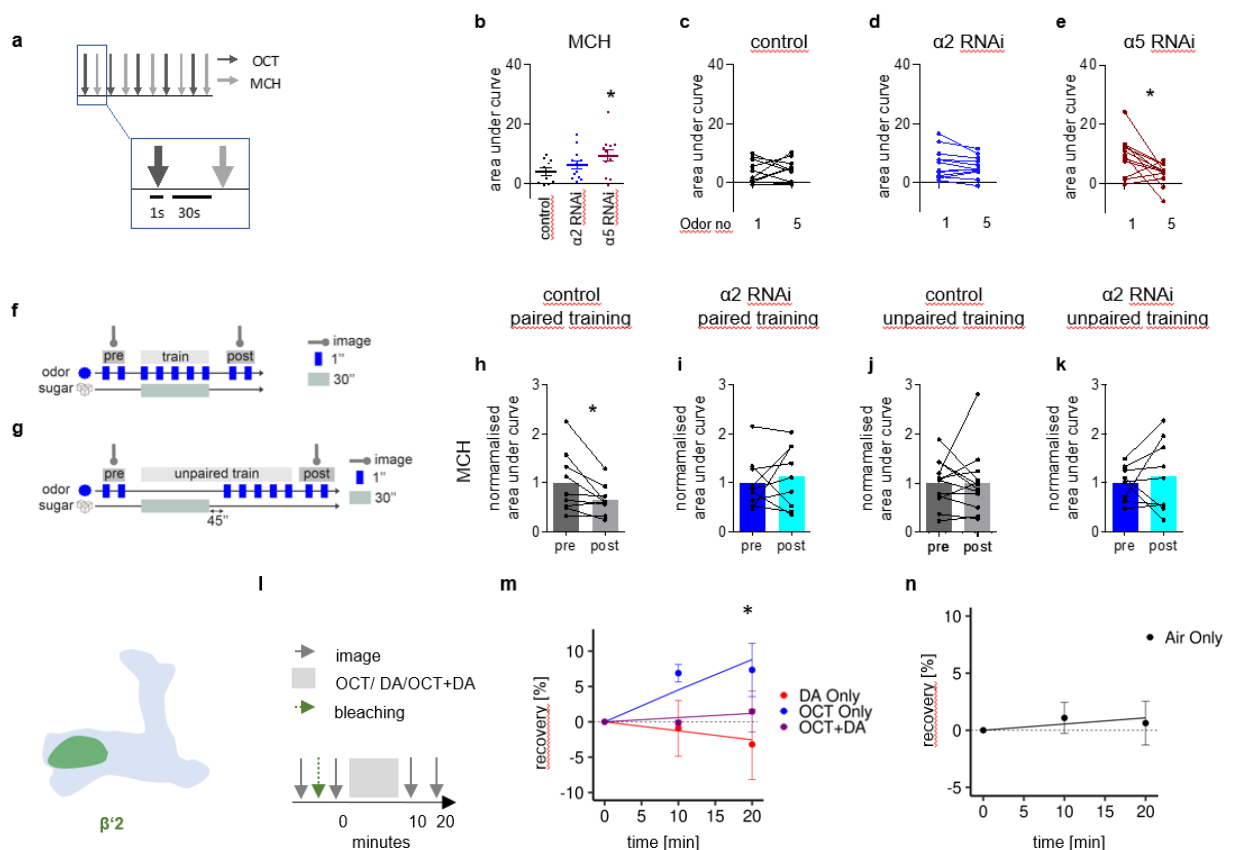 a
OCT
MCH
1s
30s
b
MCH
area under curve
40
20
0
*
control
α2 RNAi
α5 RNAi
c
control
area under curve
40
20
0
Odor no
1
5
d
α2 RNAi
area under curve
40
20
0
1
5
e
α5 RNAi
area under curve
40
20
0
*
1
5
f
pre
train
post
image
1’’
30’’
odor
sugar
g
pre
unpaired train
post
image
1’’
30’’
odor
sugar
45’’
control
paired training
α2 RNAi
paired training
control
unpaired training
α2 RNAi
unpaired training
MCH
h
normamalised
area under curve
3
2
1
0
*
pre
post
i
normamalised
area under curve
3
2
1
0
pre
post
j
normamalised
area under curve
3
2
1
0
pre
post
k
normamalised
area under curve
3
2
1
0
pre
post
β‘2
l
image
OCT/ DA/OCT+DA
bleaching
0
10
20
minutes
m
*
recovery [%]
10
5
0
-5
-10
0
5
10
15
20
time [min]
DA Only
OCT Only
OCT+DA
n
recovery [%]
10
5
0
-5
0
5
10
15
20
time [min]
Air Only